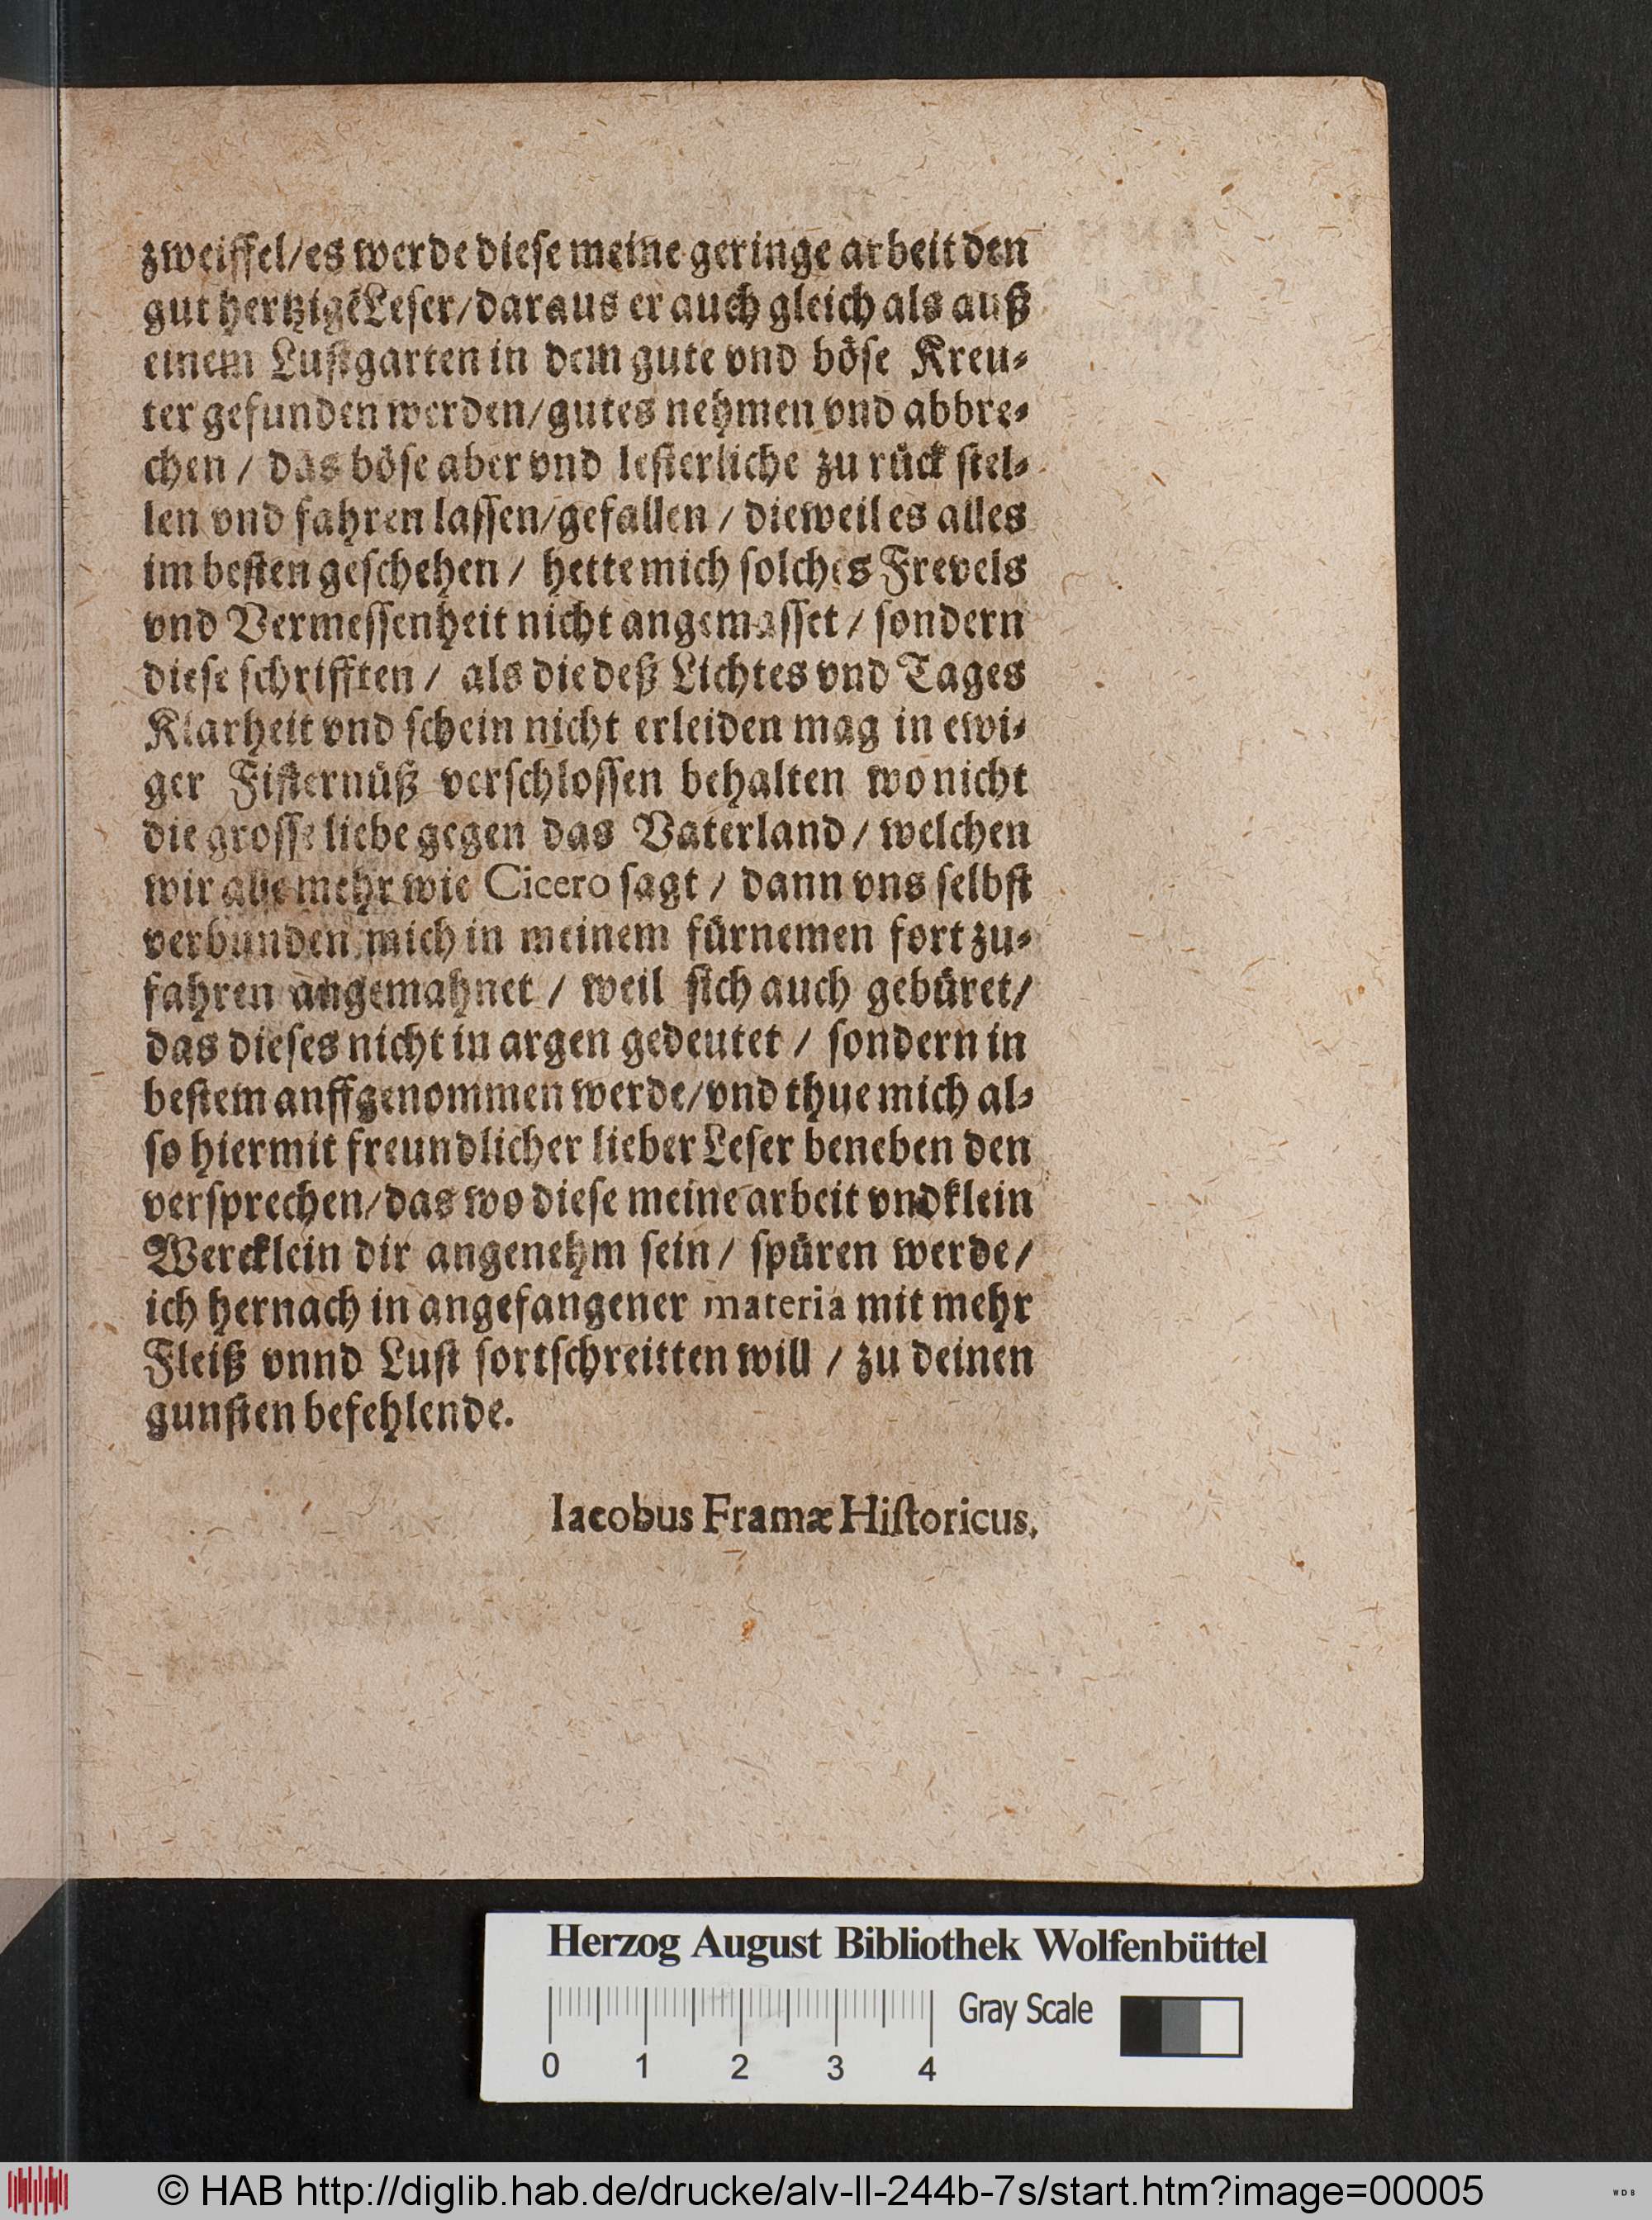 zweiffel/es werde diese meine geringe arbeit den
gut hertzigẽ Leser/daraus er auch gleich als auß
einem Lustgarten in dem gute vnd böse Kreu-
ter gefunden werden/gutes nehmen vnd abbre-
chen / das böse aber vnd lesterliche zu rück stel-
len vnd fahren lassen/gefallen / dieweil es alles
im besten geschehen / hette mich solches Frevels
vnd Vermessenheit nicht angemasset / sondern
diese schrifften / als die deß Lichtes vnd Tages
Klarheit vnd schein nicht erleiden mag in ewi-
ger Fisternüß verschlossen behalten wo nicht
die grosse liebe gegen das Vaterland / welchen
wir alle mehr wie Cicero sagt / dann vns selbst
verbunden mich in meinem fürnemen fort zu-
fahren angemahnet / weil sich auch gebüret/
das dieses nicht in argen gedeutet / sondern in
bestem anffgenommen werde/vnd thue mich al-
so hiermit freundlicher lieber Leser beneben den
versprechen/das wo diese meine arbeit vnd klein
Wercklein dir angenehm sein / spüren werde/
ich hernach in angefangener materia mit mehr
Fleiß vnnd Lust sortschreitten will / zu deinen
gunsten befehlende.
Iacobus Framæ Historicus.
Herzog August Bibliothek Wolfenbüttel
0 1 2 3 4 Gray Scale
© HAB http://diglib.hab.de/drucke/alv-ll-244b-7s/start.htm?image=00005
WDB